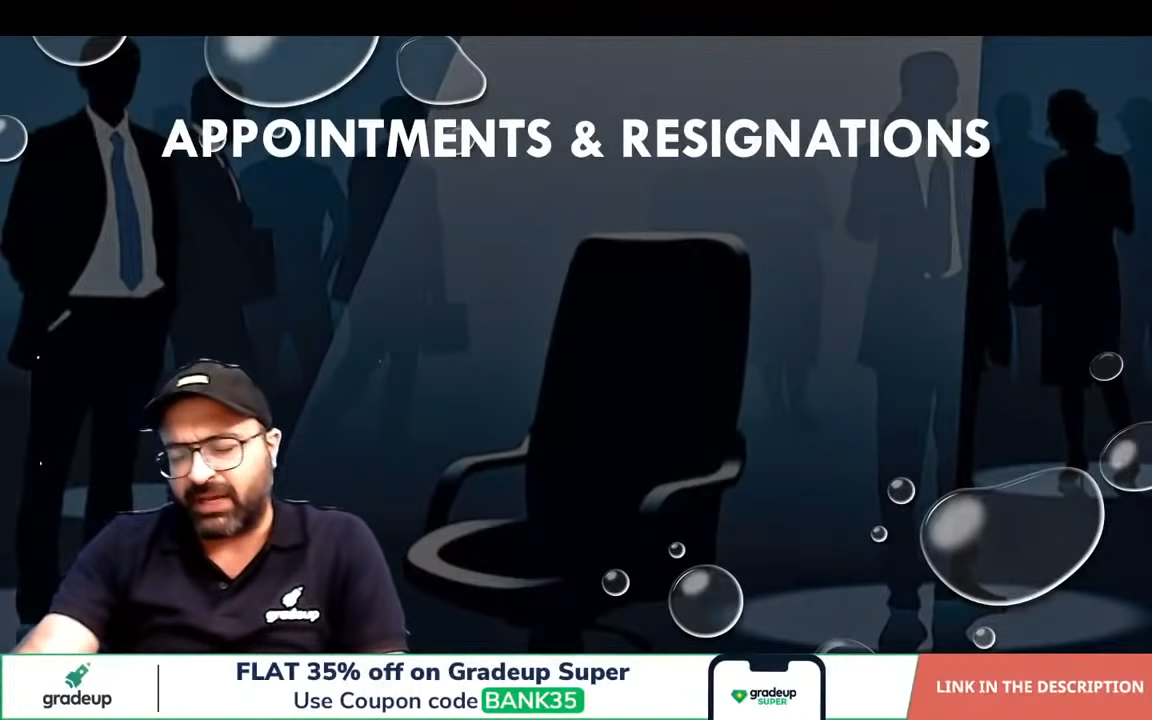 APPOINTMENTS & RESIGNATIONS
gradeup
gradeup
FLAT 35% off on Gradeup Super
Use Coupon code BANK35
gradeup
SUPER
LINK IN THE DESCRIPTION